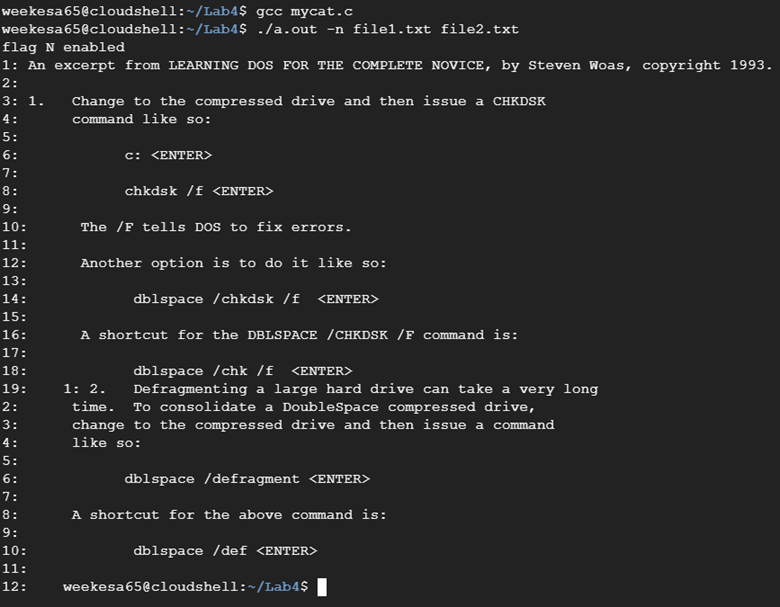 weekesa65@cloudshell:~/Lab4$ gcc mycat.c
weekesa65@cloudshell:~/Lab4$ ./a.out -n file1.txt file2.txt
flag N enabled
1: An excerpt from LEARNING DOS FOR THE COMPLETE NOVICE, by Steven Woas, copyright 1993.
2:
3: 1.   Change to the compressed drive and then issue a CHKDSK
4:      command like so:
5:
6:            c: <ENTER>
7:
8:            chkdsk /f <ENTER>
9:
10:      The /F tells DOS to fix errors.
11:
12:      Another option is to do it like so:
13:
14:            dblspace /chkdsk /f  <ENTER>
15:
16:      A shortcut for the DBLSPACE /CHKDSK /F command is:
17:
18:            dblspace /chk /f  <ENTER>
19:    1: 2.   Defragmenting a large hard drive can take a very long
2:      time.  To consolidate a DoubleSpace compressed drive,
3:      change to the compressed drive and then issue a command
4:      like so:
5:
6:            dblspace /defragment <ENTER>
7:
8:      A shortcut for the above command is:
9:
10:            dblspace /def <ENTER>
11:
12:    weekesa65@cloudshell:~/Lab4$